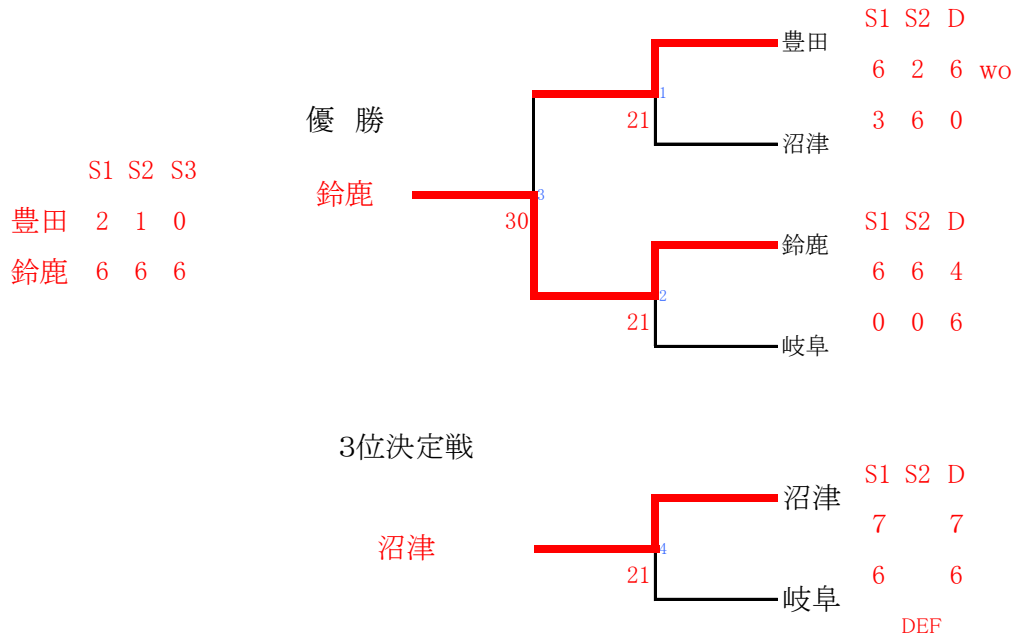 S1 S2 D
豊田 6 2 6 wo
1
優 勝
21 3 6 0
沼津
S1 S2 S3
鈴鹿 3
豊田 2 1 0
30
S1 S2 D
鈴鹿
鈴鹿 6 6 6
6 6 4
2
21 0 0 6
岐阜
3位決定戦
S1 S2 D
沼津
7 7
沼津 4
21 6 6
岐阜
DEF